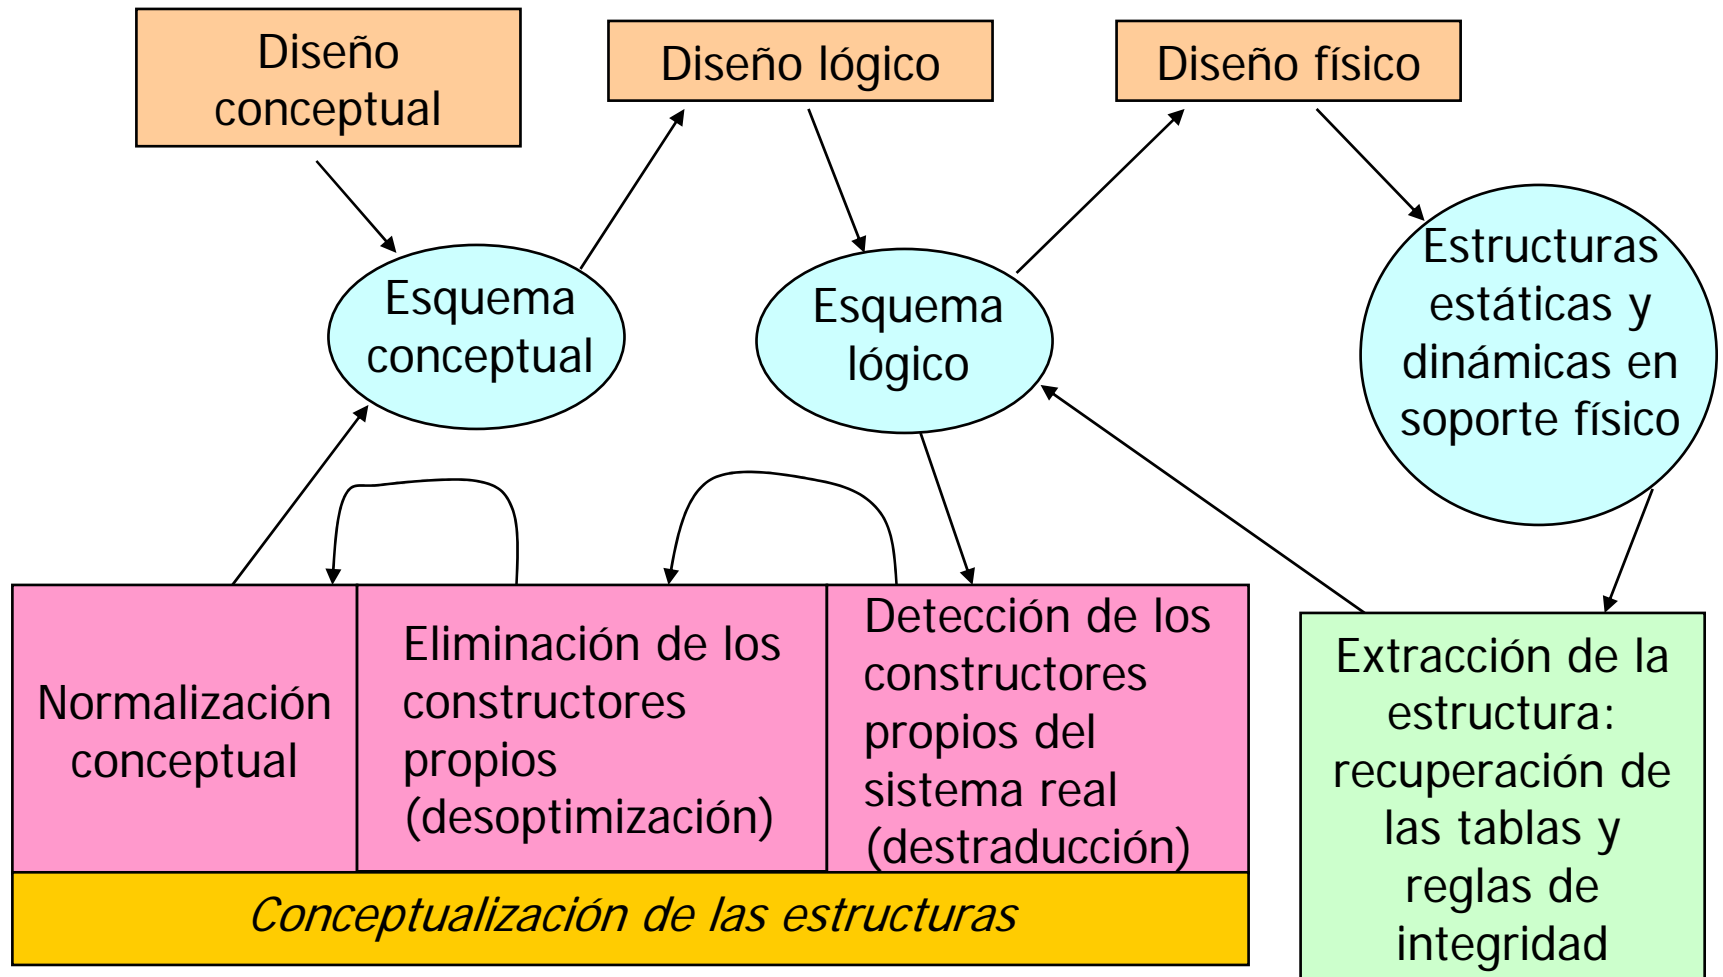 Diseño
conceptual
Diseño lógico
Diseño físico
Esquema
conceptual
Esquema
lógico
Estructuras
estáticas y
dinámicas en
soporte físico
Normalización
conceptual
Eliminación de los
constructores
propios
(desoptimización)
Detección de los
constructores
propios del
sistema real
(destraducción)
Conceptualización de las estructuras
Extracción de la
estructura:
recuperación de
las tablas y
reglas de
integridad